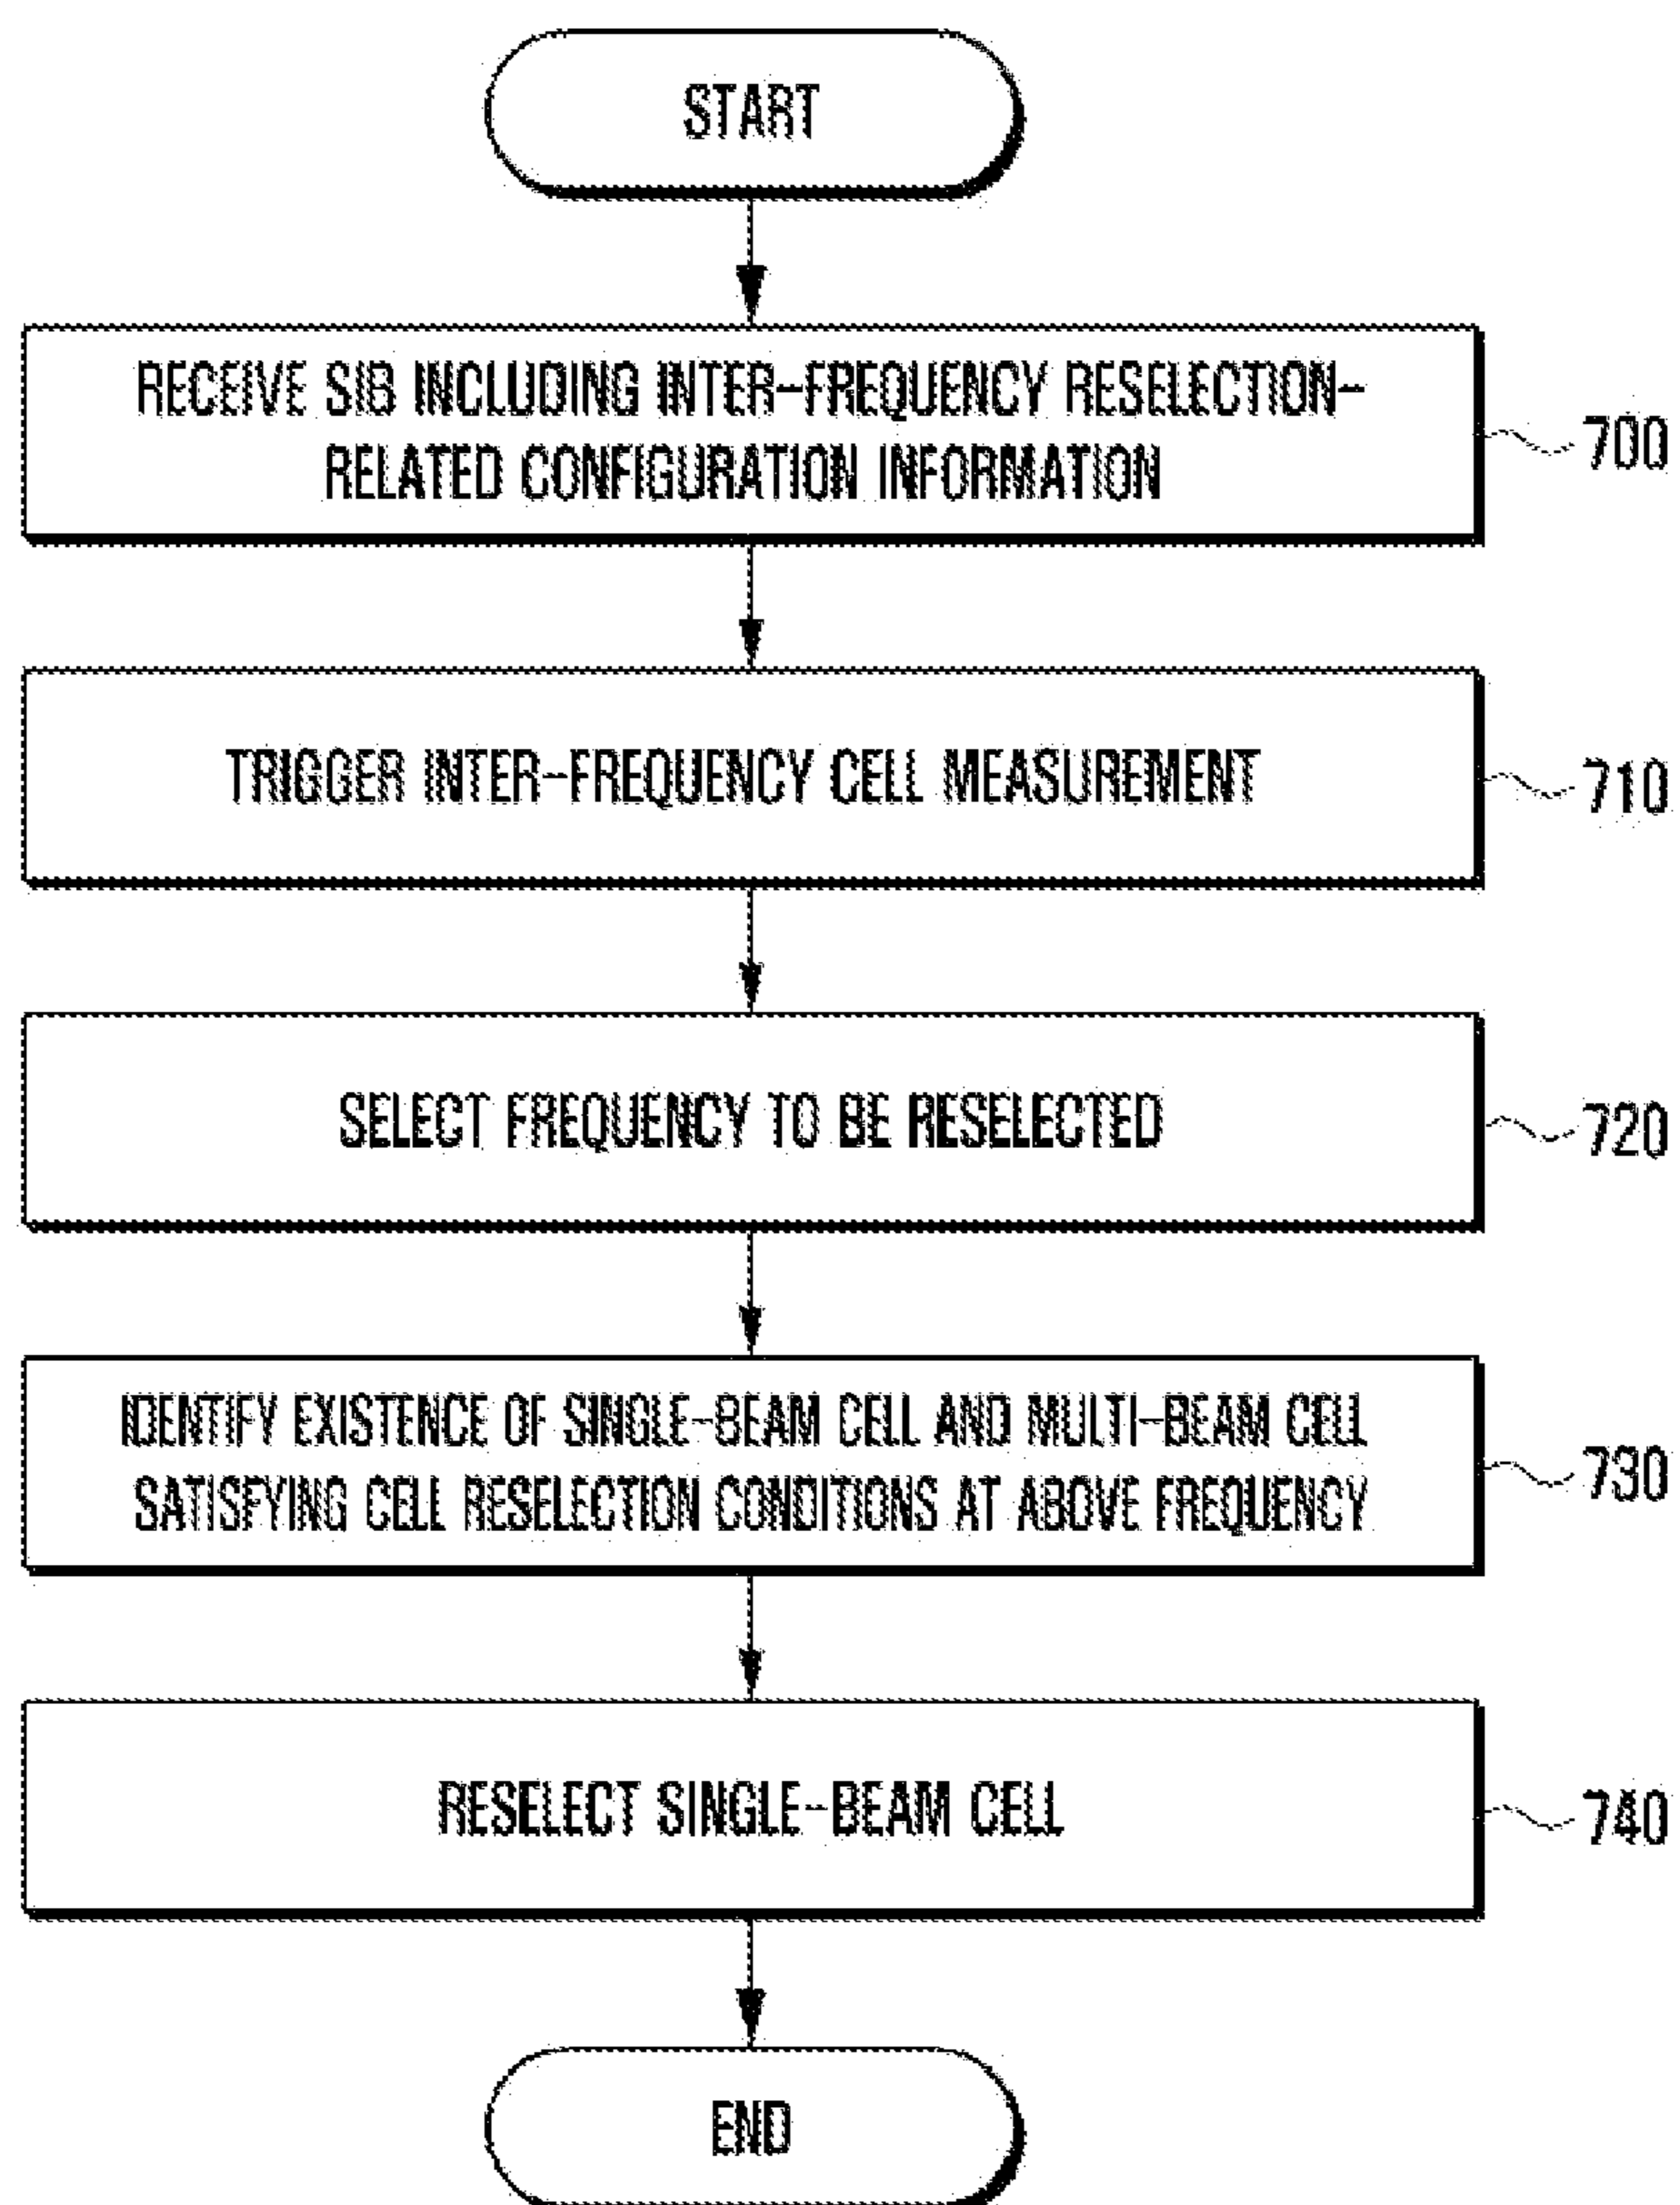 START
RECEIVE SIB INCLUDING INTER-FREQUENCY RESELECTION-
RELATED CONFIGURATION INFORMATION
700
TRIGGER INTER-FREQUENCY CELL MEASUREMENT
710
SELECT FREQUENCY TO BE RESELECTED
720
IDENTIFY EXISTENCE OF SINGLE-BEAM CELL AND MULTI-BEAM CELL
SATISFYING CELL RESELECTION CONDITIONS AT ABOVE FREQUENCY
730
RESELECT SINGLE-BEAM CELL
740
END